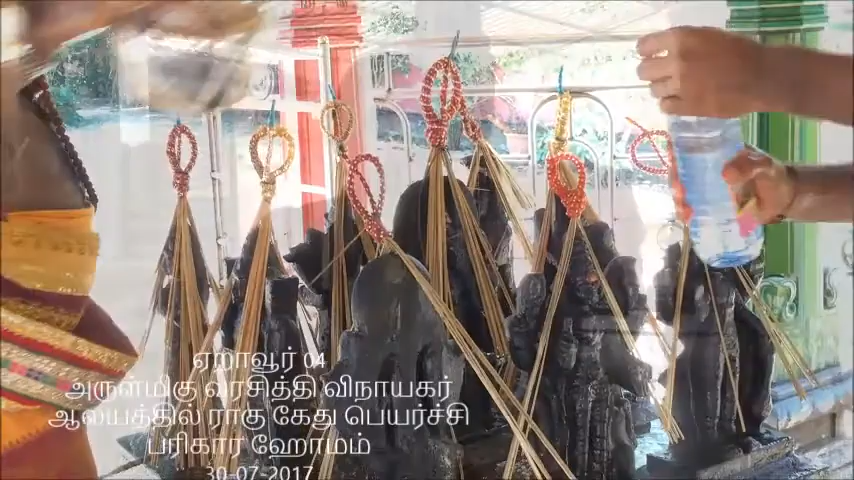 ஏறாவூர் 04
அருள்மிகு வரசித்தி விநாயகர்
ஆலயத்தில் ராகு கேது பெயர்ச்சி
பரிகார ஹோமம்
30-07-2017